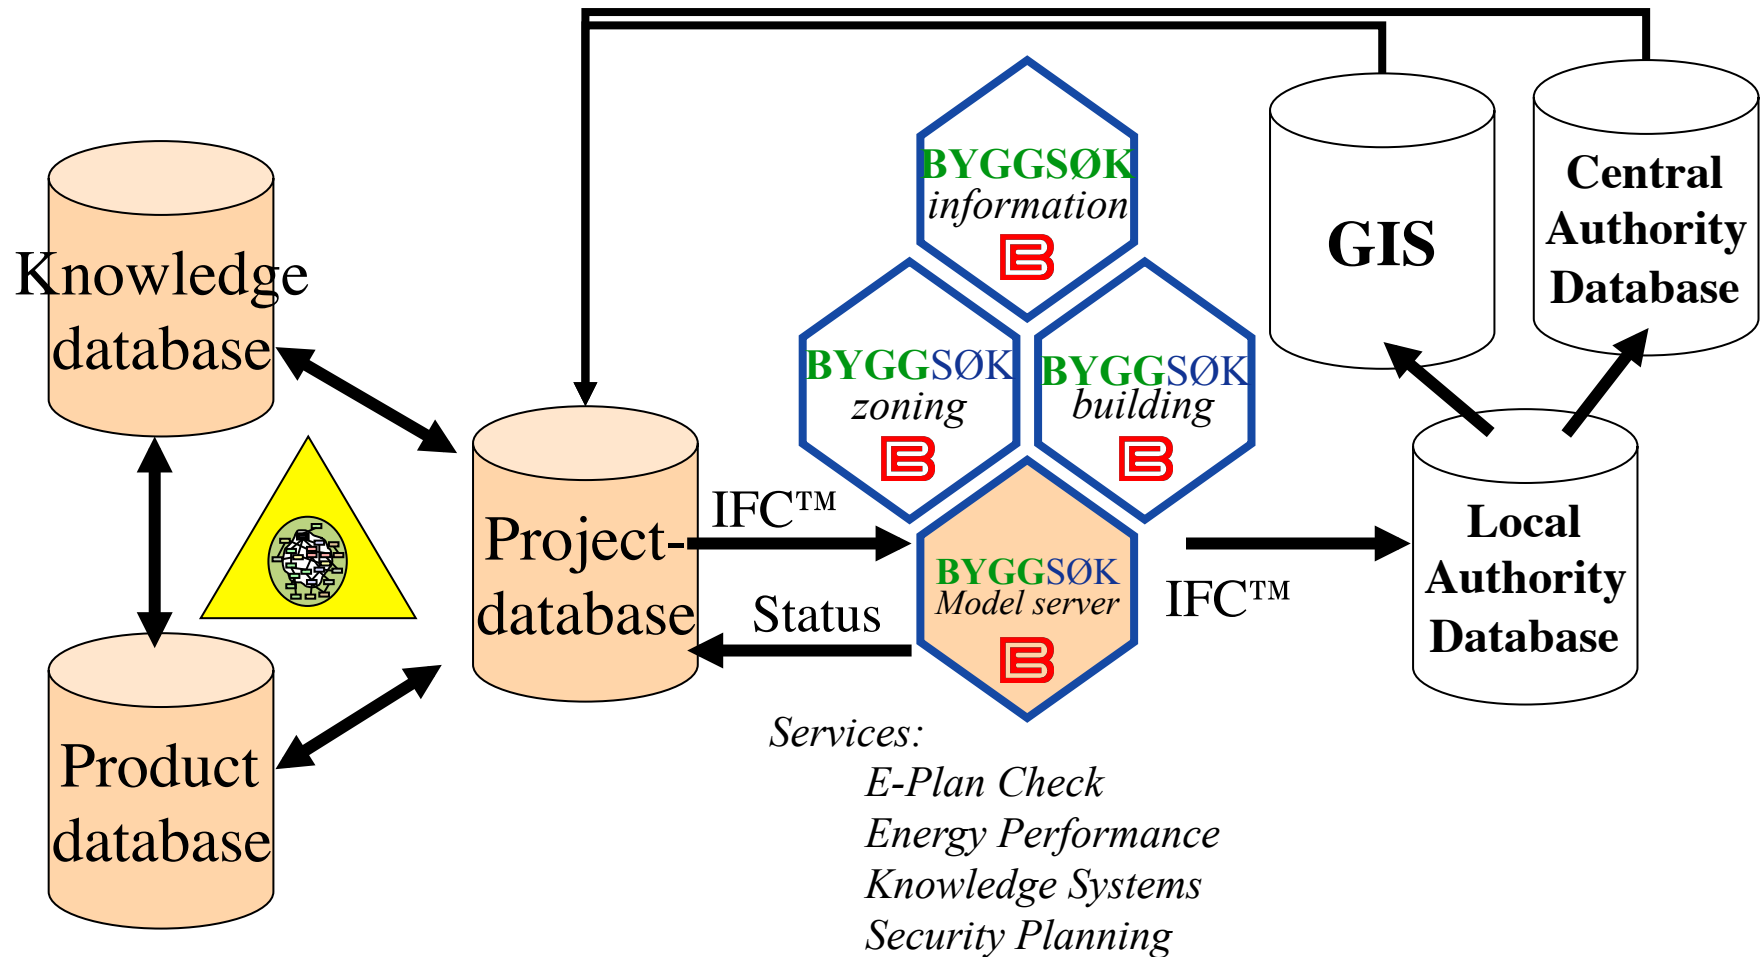 Knowledge
database
Product
database
Project-
database
IFC™
Status
BYGGSØK
information
BYGGSØK
zoning
BYGGSØK
building
BYGGSØK
Model server
IFC™
GIS
Central
Authority
Database
Local
Authority
Database
Services:
E-Plan Check
Energy Performance
Knowledge Systems
Security Planning